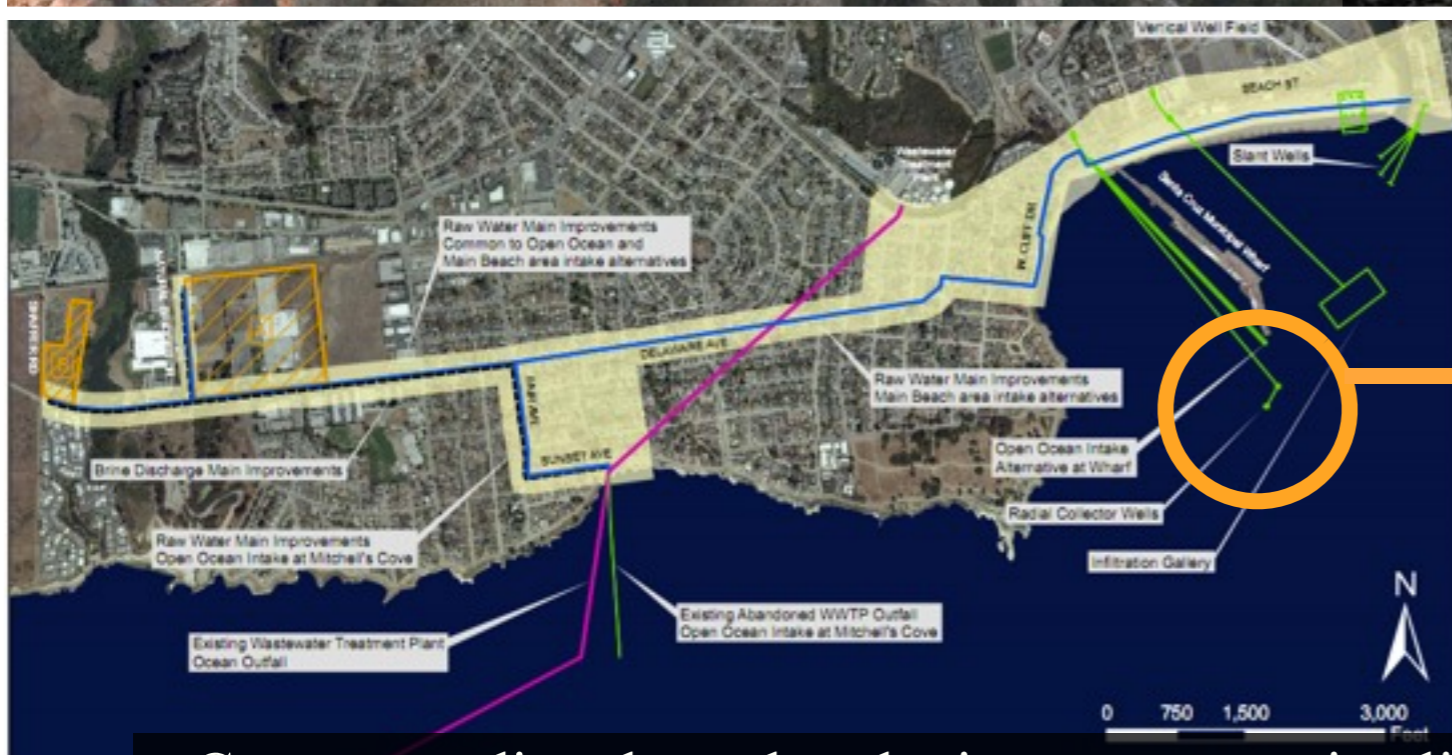 Vertical Well Field
BEACH ST
Slant Wells
Wastewater
Treatment
Santa Cruz Municipal Wharf
W. CLIFF DR
Raw Water Main Improvements
Common to Open Ocean and
Main Beach area intake alternatives
SHAFFER RD
DELAWARE AVE
Raw Water Main Improvements
Main Beach area intake alternatives
SUNSET AVE
Brine Discharge Main Improvements
Open Ocean Intake
Alternative at Wharf
Radial Collector Wells
Raw Water Main Improvements
Open Ocean Intake at Mitchell's Cove
Infiltration Gallery
Existing Abandoned WWTP Outfall
Open Ocean Intake at Mitchell's Cove
Existing Wastewater Treatment Plant
Ocean Outfall
N
0 750 1,500 3,000
Feet